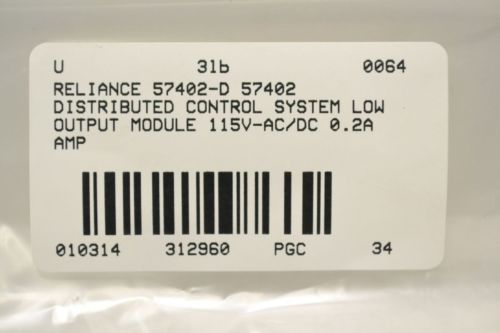 U 31b 0064
RELIANCE 57402-D 57402
DISTRIBUTED CONTROL SYSTEM LOW
OUTPUT MODULE 115V-AC/DC 0.2A
AMP
010314 312960 PGC 34